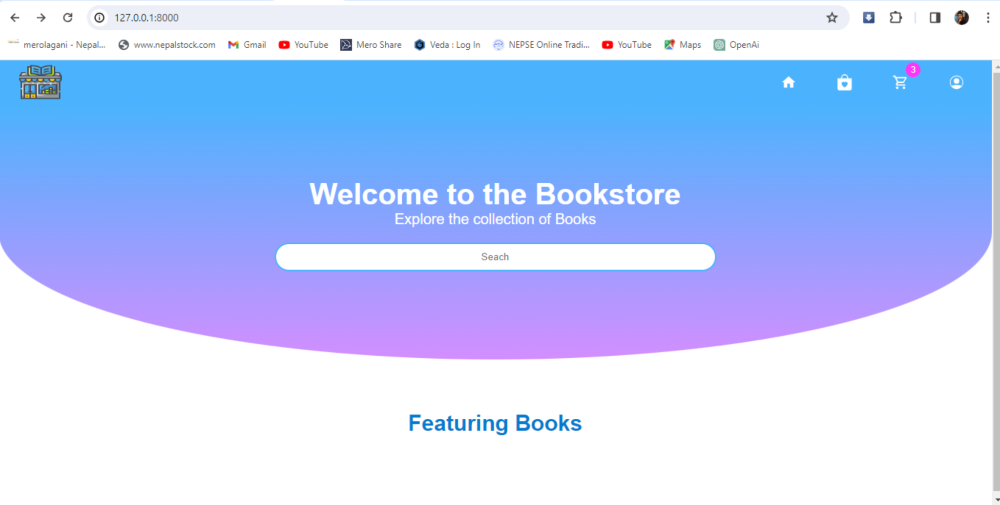 127.0.0.1:8000
merolagani - Nepal... www.nepalstock.com Gmail YouTube Mero Share Veda : Log In NEPSE Online Tradi... YouTube Maps OpenAi
3
Welcome to the Bookstore
Explore the collection of Books
Seach
Featuring Books